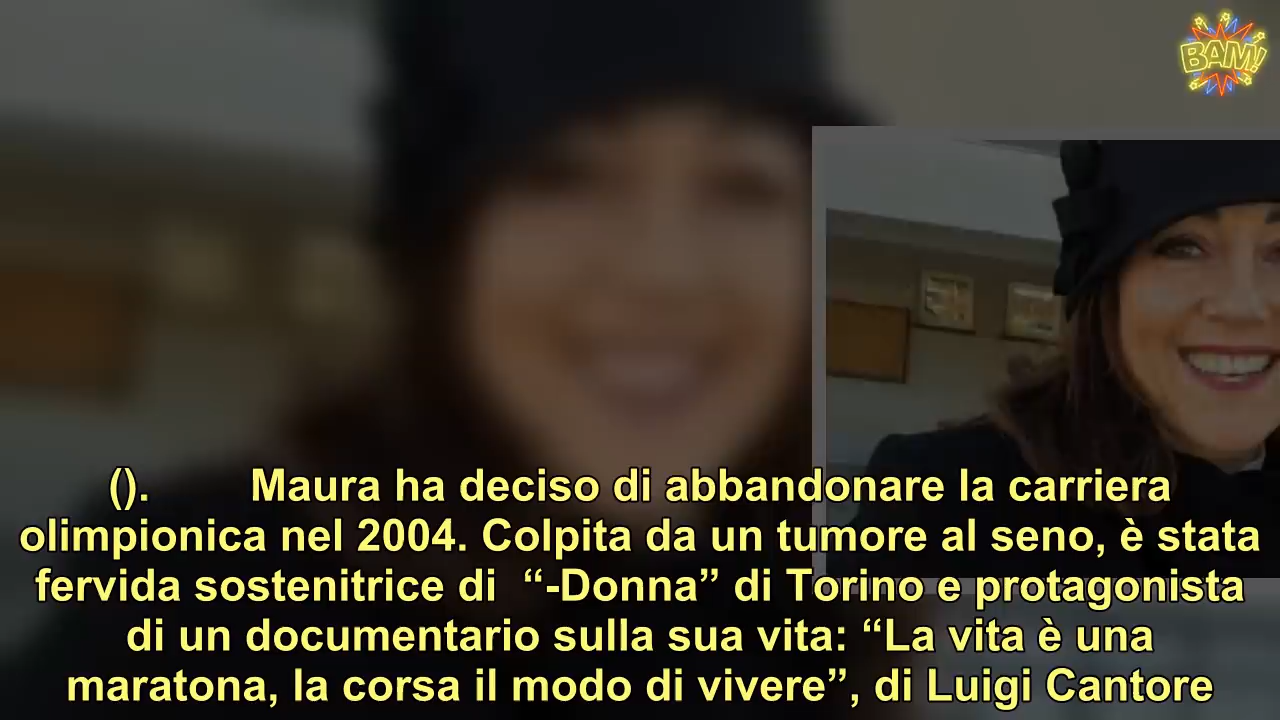 BAM!
(). Maura ha deciso di abbandonare la carriera
olimpionica nel 2004. Colpita da un tumore al seno, è stata
fervida sostenitrice di “-Donna” di Torino e protagonista
di un documentario sulla sua vita: “La vita è una
maratona, la corsa il modo di vivere”, di Luigi Cantore